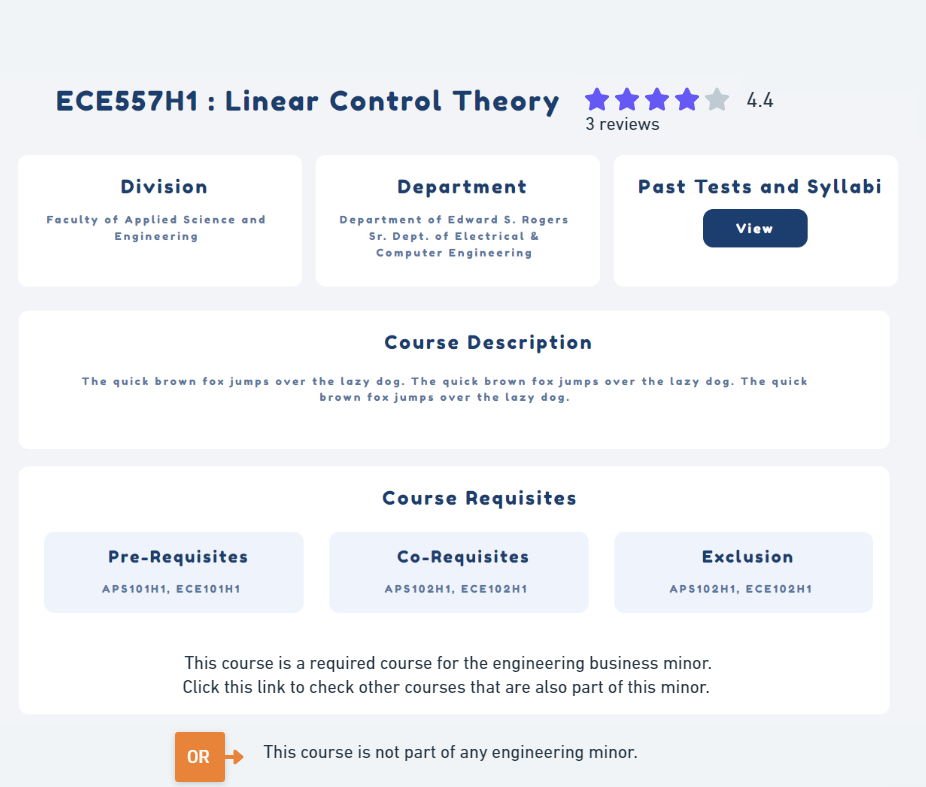 ECE557H1 : Linear Control Theory
4.4
3 reviews
Division
Faculty of Applied Science and
Engineering
Department
Department of Edward S. Rogers
Sr. Dept. of Electrical &
Computer Engineering
Past Tests and Syllabi
View
Course Description
The quick brown fox jumps over the lazy dog. The quick brown fox jumps over the lazy dog. The quick
brown fox jumps over the lazy dog.
Course Requisites
Pre-Requisites
APS101H1, ECE101H1
Co-Requisites
APS102H1, ECE102H1
Exclusion
APS102H1, ECE102H1
This course is a required course for the engineering business minor.
Click this link to check other courses that are also part of this minor.
OR
This course is not part of any engineering minor.